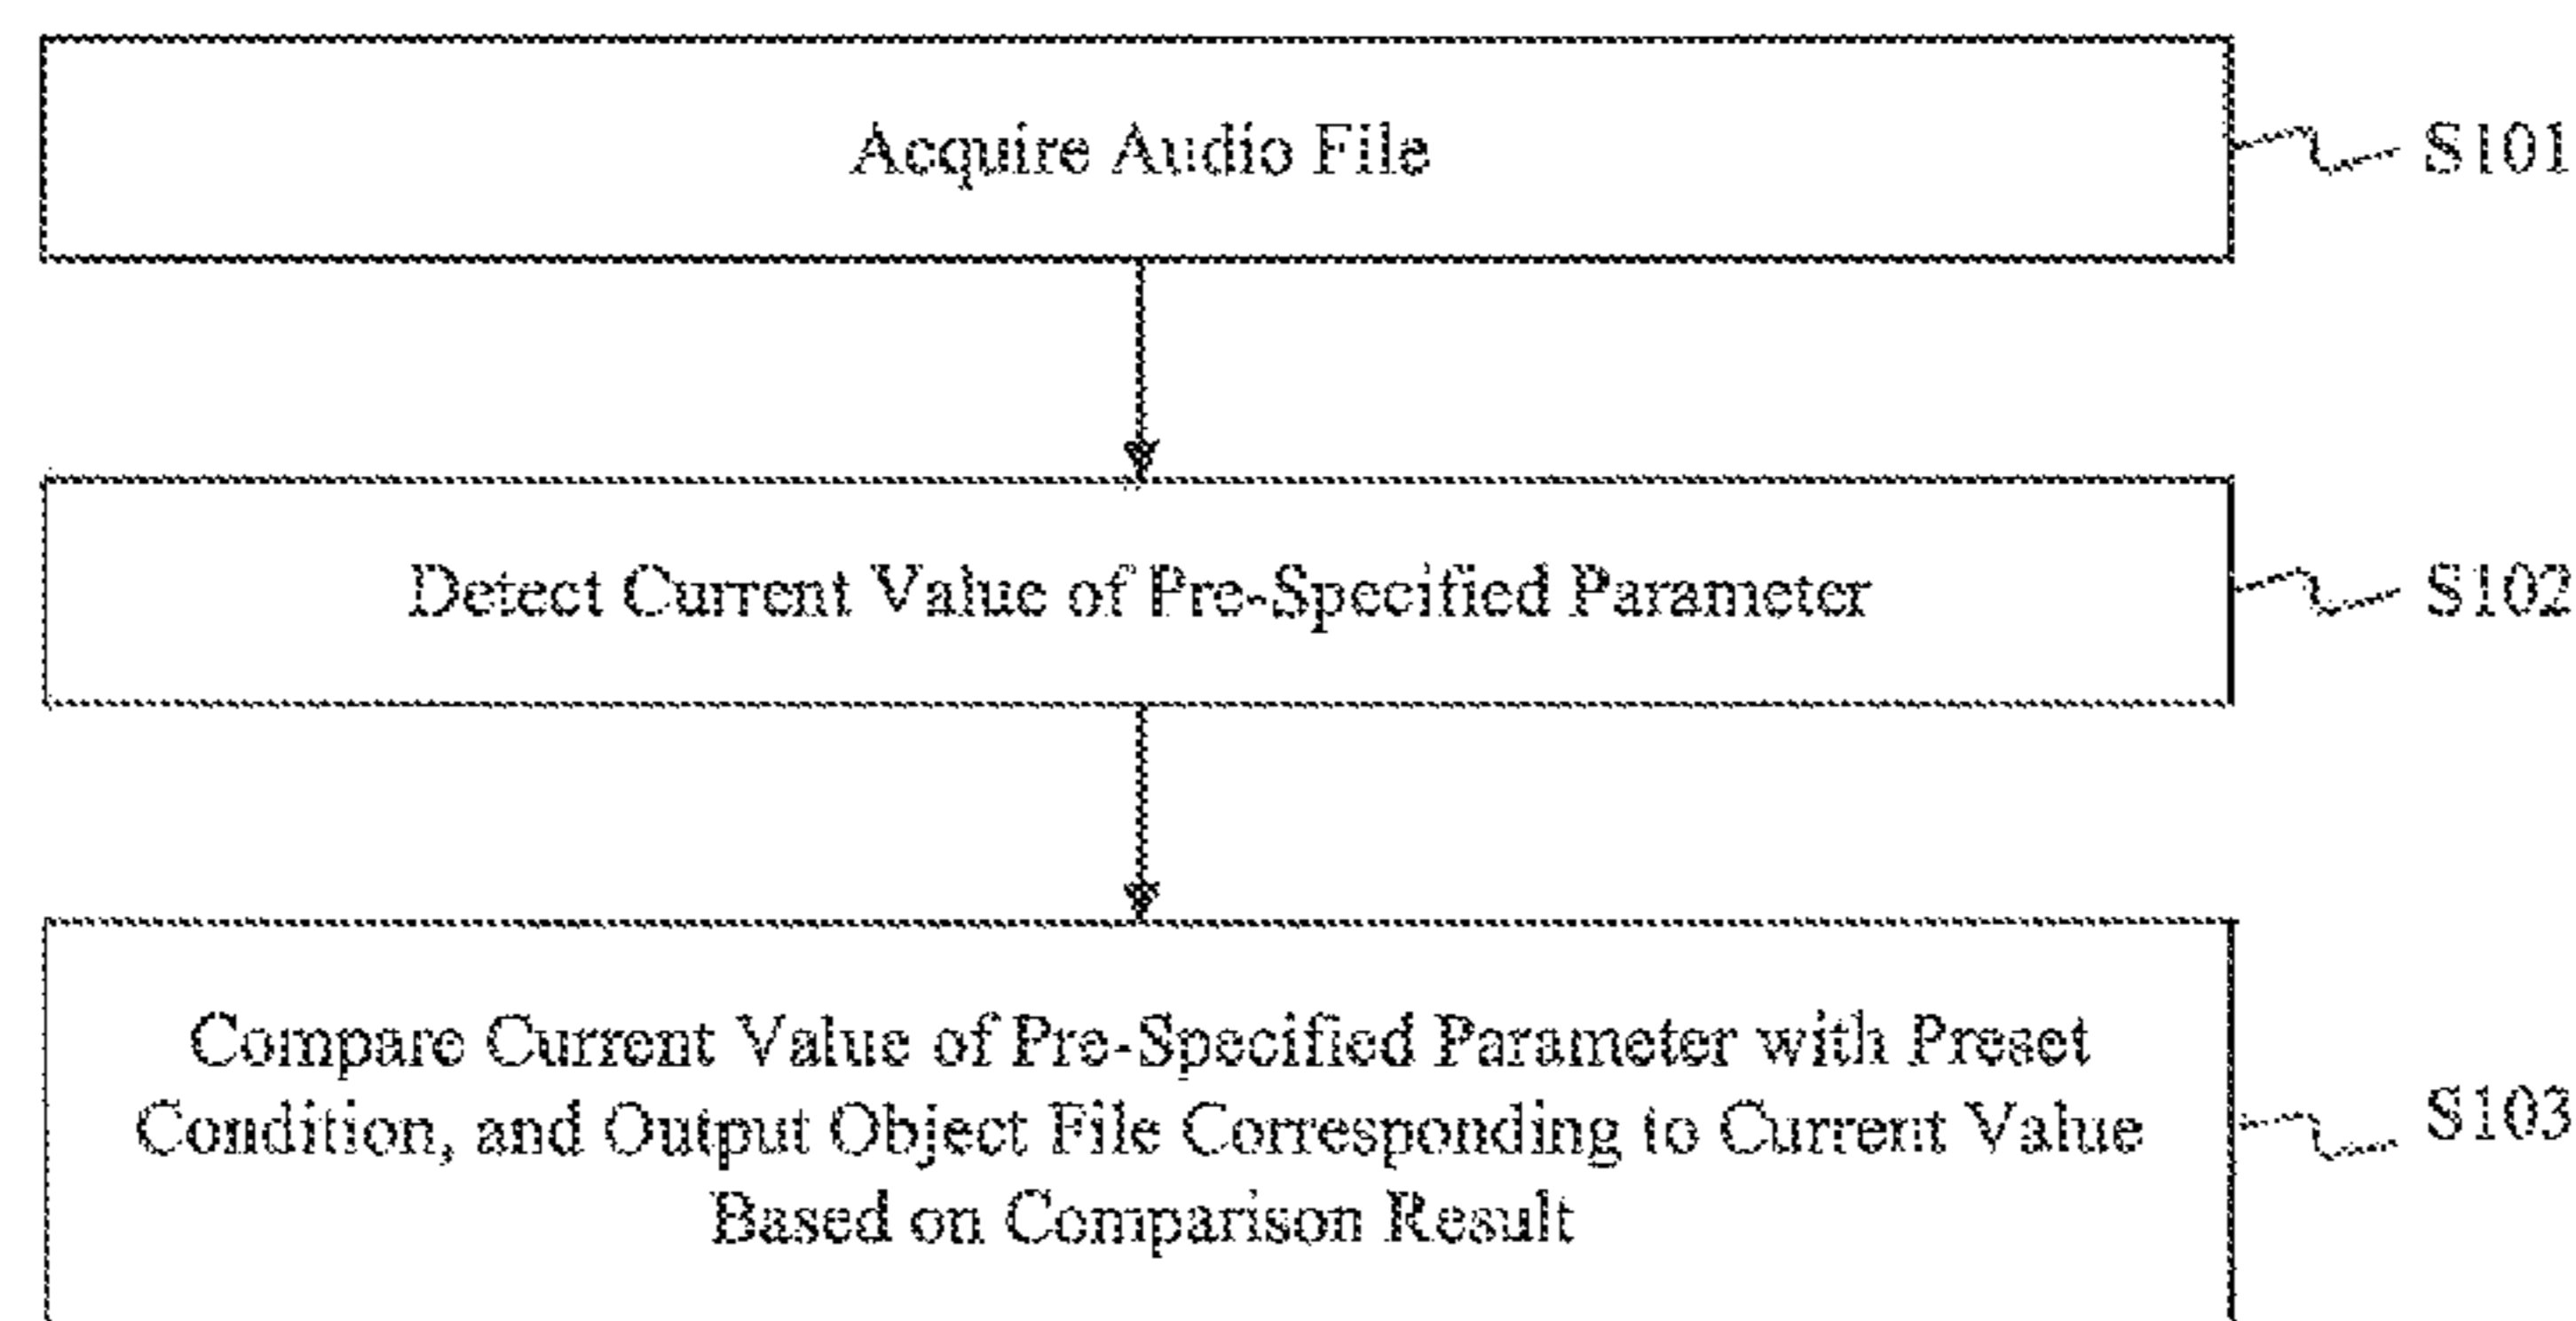 Acquire Audio File
S101
Detect Current Value of Pre-Specified Parameter
S102
Compare Current Value of Pre-Specified Parameter with Preset
Condition, and Output Object File Corresponding to Current Value
Based on Comparison Result
S103